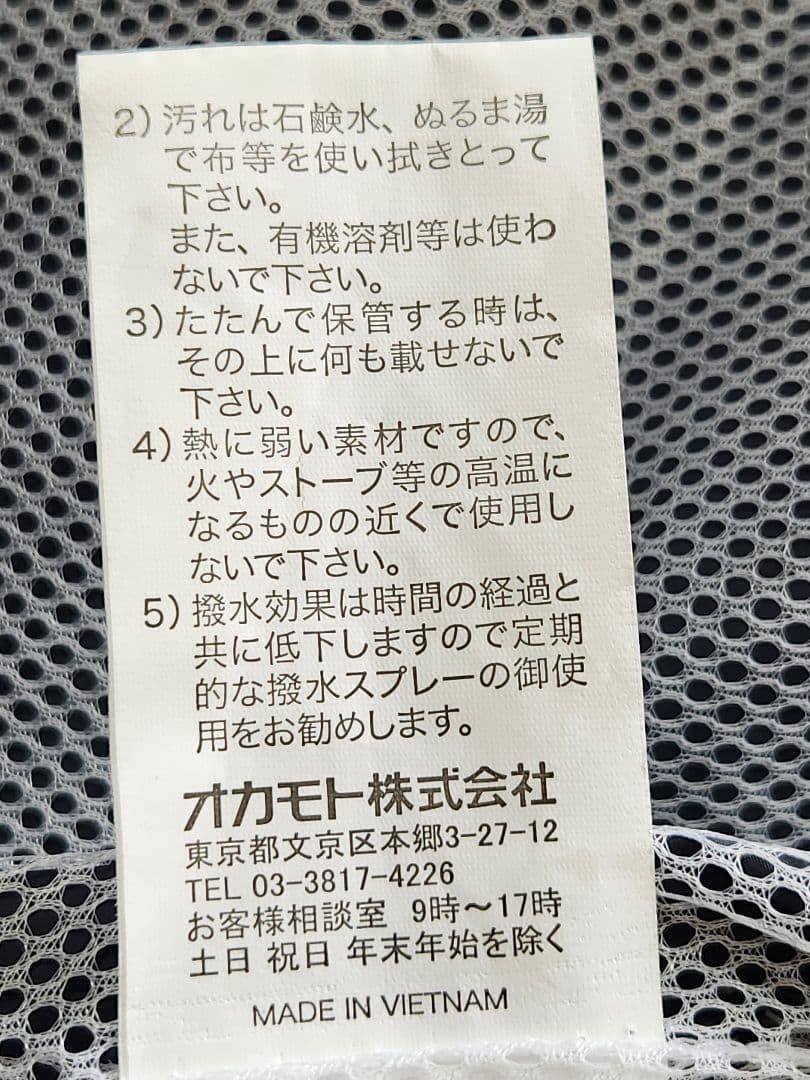 2) 汚れは石鹸水、ぬるま湯
で布等を使い拭きとって
下さい。
また、有機溶剤等は使わ
ないで下さい。
3) たたんで保管する時は、
その上に何も載せないで
下さい。
4) 熱に弱い素材ですので、
火やストーブ等の高温に
なるものの近くで使用し
ないで下さい。
5) 撥水効果は時間の経過と
共に低下しますので定期
的な撥水スプレーの御使
用をお勧めします。
オカモト株式会社
東京都文京区本郷3-27-12
TEL 03-3817-4226
お客様相談室 9時～17時
土日 祝日 年末年始を除く
MADE IN VIETNAM